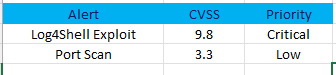 Alert CVSS Priority
Log4Shell Exploit 9.8 Critical
Port Scan 3.3 Low